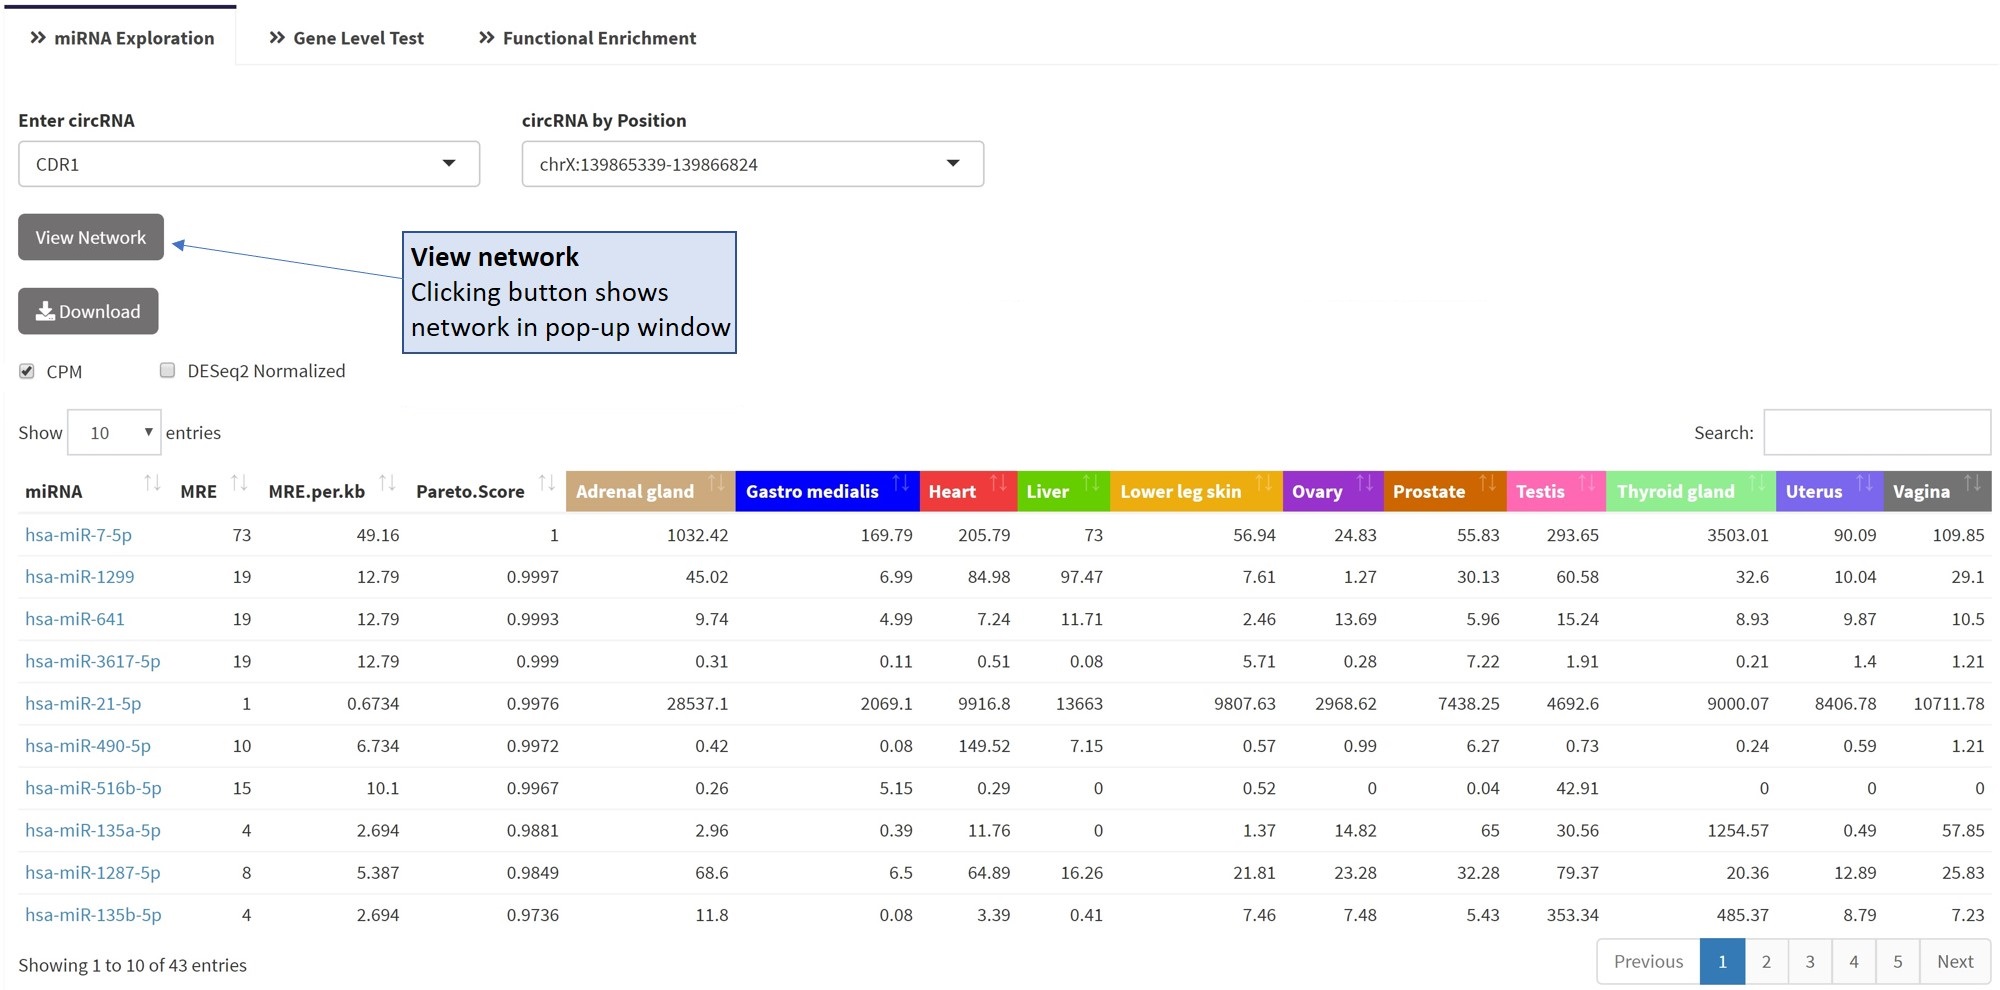 miRNA Exploration Gene Level Test Functional Enrichment
Enter circRNA circRNA by Position
CDR1 chrX:139865339-139866824
View Network
View network
Clicking button shows
network in pop-up window
Download
CPM DESeq2 Normalized
Show 10 entries Search:
miRNA MRE MRE.per.kb Pareto.Score Adrenal gland Gastro medialis Heart Liver Lower leg skin Ovary Prostate Testis Thyroid gland Uterus Vagina
hsa-miR-7-5p 73 49.16 1 1032.42 169.79 205.79 73 56.94 24.83 55.83 293.65 3503.01 90.09 109.85
hsa-miR-1299 19 12.79 0.9997 45.02 6.99 84.98 97.47 7.61 1.27 30.13 60.58 32.6 10.04 29.1
hsa-miR-641 19 12.79 0.9993 9.74 4.99 7.24 11.71 2.46 13.69 5.96 15.24 8.93 9.87 10.5
hsa-miR-3617-5p 19 12.79 0.999 0.31 0.11 0.51 0.08 5.71 0.28 7.22 1.91 0.21 1.4 1.21
hsa-miR-21-5p 1 0.6734 0.9976 28537.1 2069.1 9916.8 13663 9807.63 2968.62 7438.25 4692.6 9000.07 8406.78 10711.78
hsa-miR-490-5p 10 6.734 0.9972 0.42 0.08 149.52 7.15 0.57 0.99 6.27 0.73 0.24 0.59 1.21
hsa-miR-516b-5p 15 10.1 0.9967 0.26 5.15 0.29 0 0.52 0 0.04 42.91 0 0 0
hsa-miR-135a-5p 4 2.694 0.9881 2.96 0.39 11.76 0 1.37 14.82 65 30.56 1254.57 0.49 57.85
hsa-miR-1287-5p 8 5.387 0.9849 68.6 6.5 64.89 16.26 21.81 23.28 32.28 79.37 20.36 12.89 25.83
hsa-miR-135b-5p 4 2.694 0.9736 11.8 0.08 3.39 0.41 7.46 7.48 5.43 353.34 485.37 8.79 7.23
Showing 1 to 10 of 43 entries Previous 1 2 3 4 5 Next